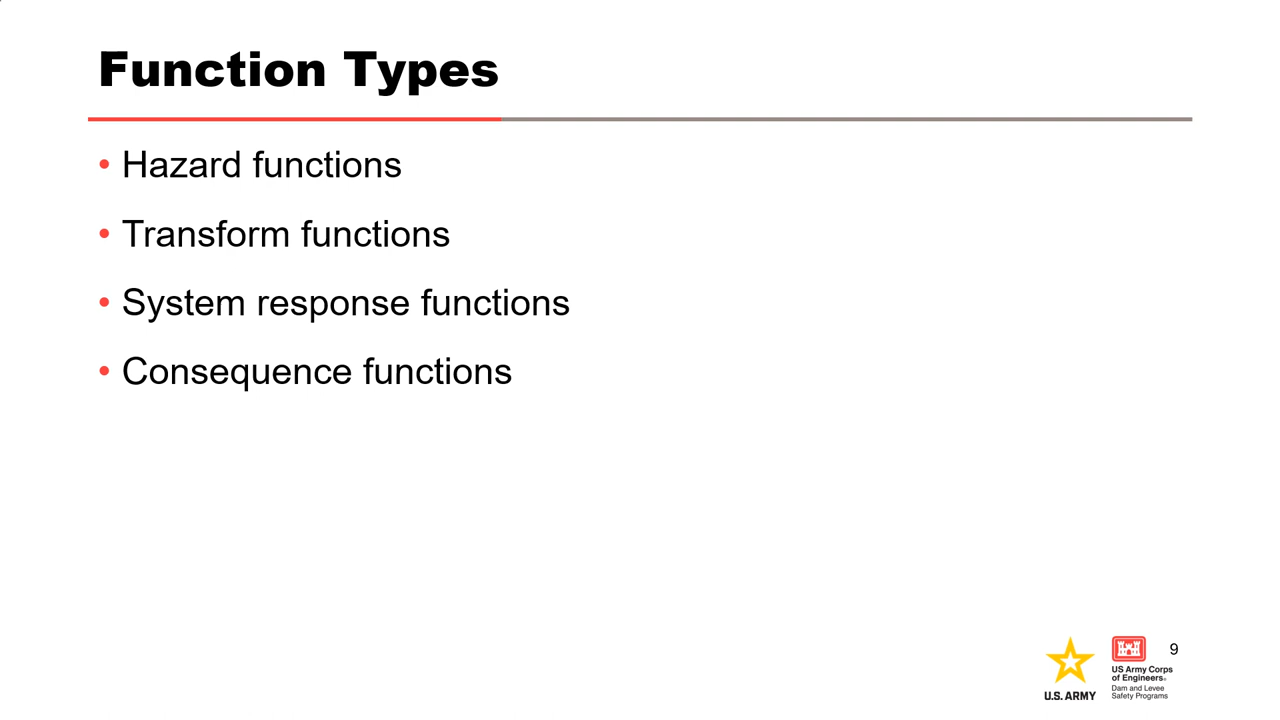 Function Types
• Hazard functions
• Transform functions
• System response functions
• Consequence functions
9
U.S. ARMY
US Army Corps
of Engineers®
Dam and Levee
Safety Programs